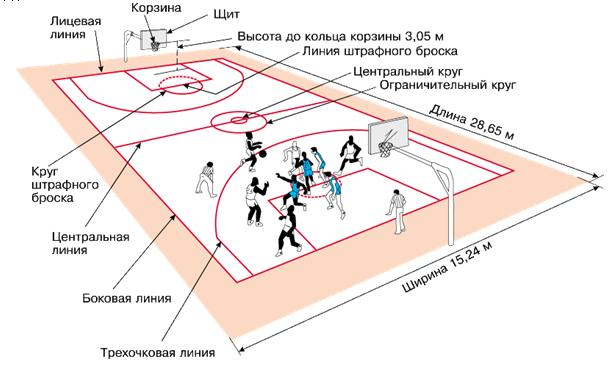 Корзина
Щит
Лицевая
линия
Высота до кольца корзины 3,05 м
Линия штрафного броска
Центральный круг
Ограничительный круг
Длина 28,65 м
Круг
штрафного
броска
Центральная
линия
Ширина 15,24 м
Боковая линия
Трехочковая линия